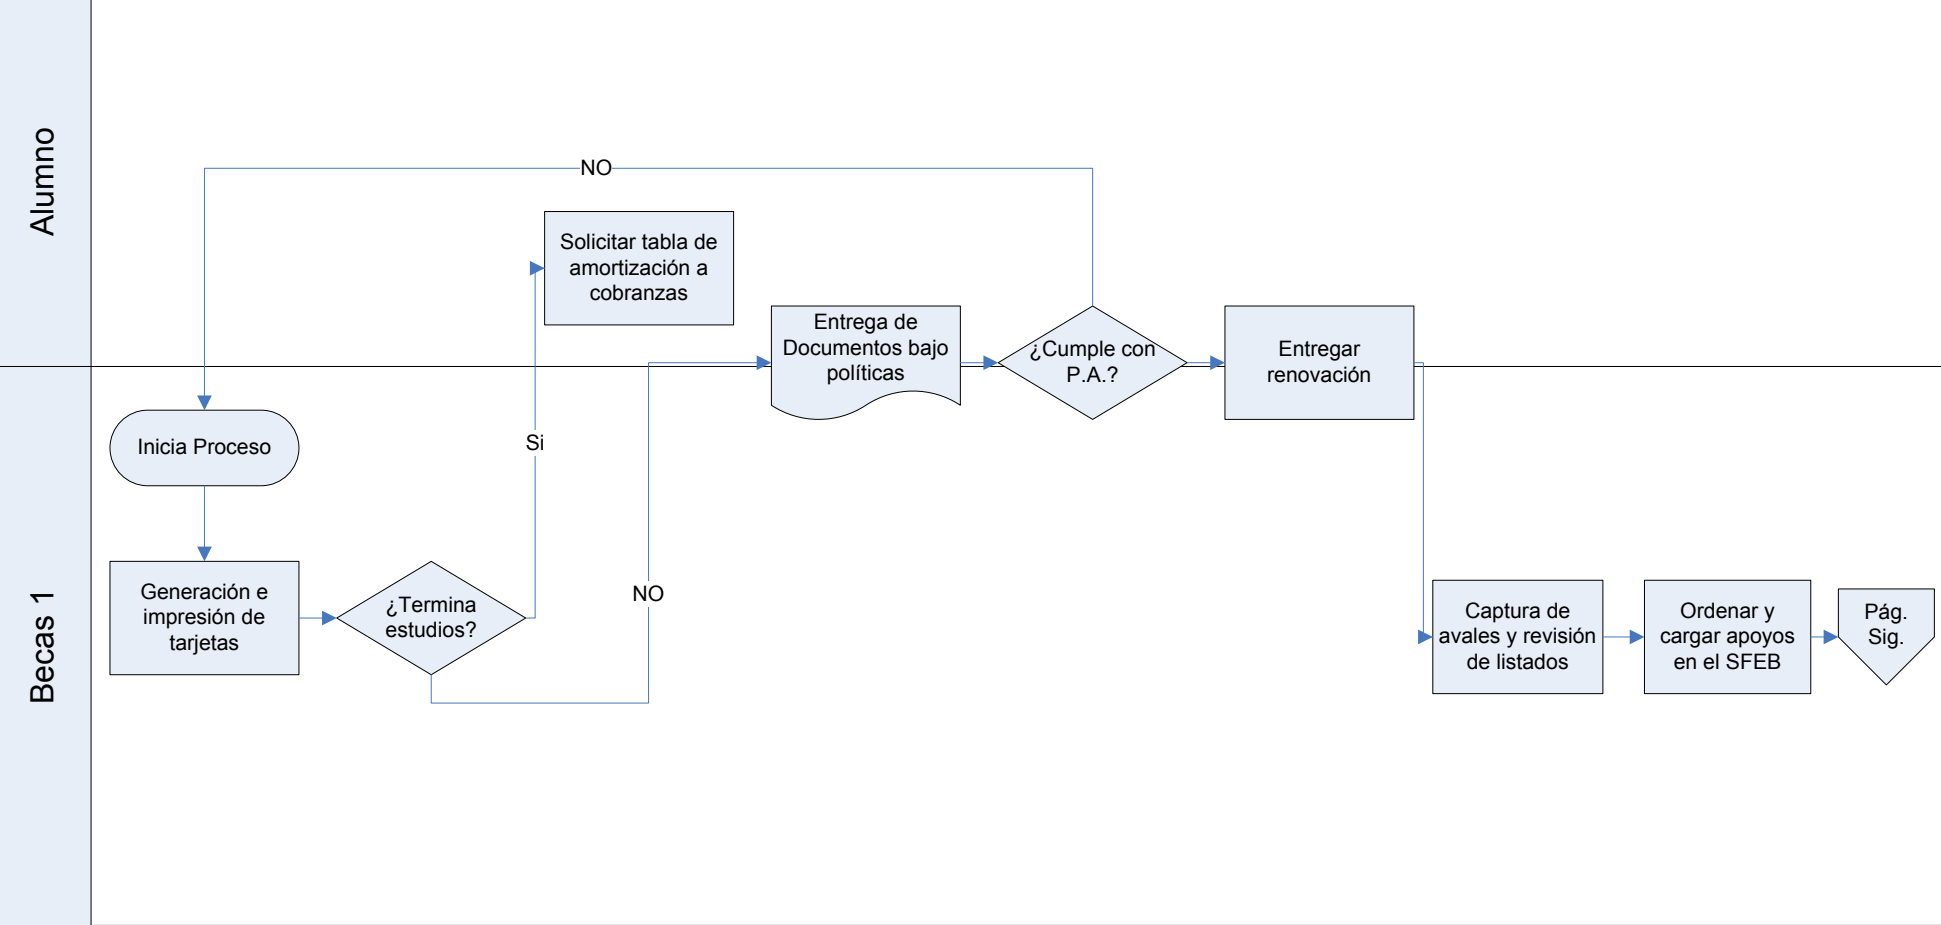 Alumno
NO
Solicitar tabla de
amortización a
cobranzas
Entrega de
Documentos bajo
políticas
¿Cumple con
P.A.?
Entregar
renovación
Becas 1
Inicia Proceso
Si
Generación e
impresión de
tarjetas
¿Termina
estudios?
NO
Captura de
avales y revisión
de listados
Ordenar y
cargar apoyos
en el SFEB
Pág.
Sig.